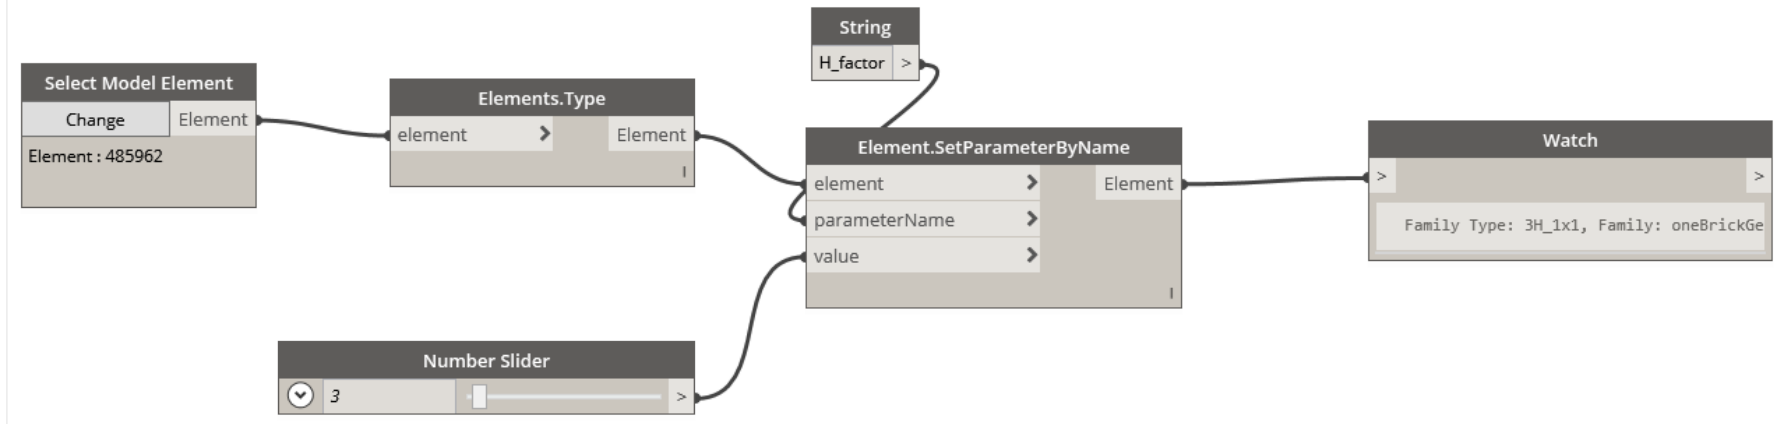 String
H_factor >
Select Model Element
Change Element
Element : 485962
Elements.Type
element Element
Element.SetParameterByName
element Element
parameterName
value
Watch
> >
Family Type: 3H_1x1, Family: oneBrickGe
Number Slider
3 >